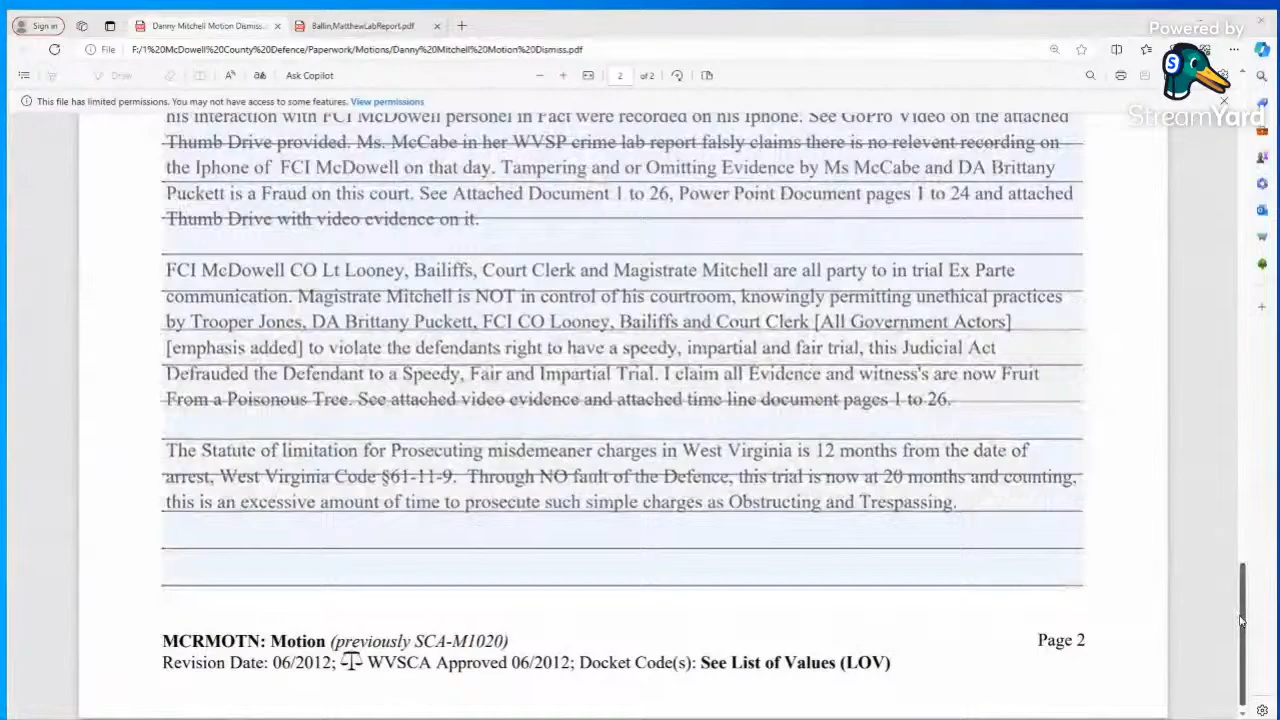 Powered by
StreamYard
Sign in
Danny Mitchell Motion Dismiss.
Ballin,MatthewLabReport.pdf
File
F:/1%20McDowell%20County%20Defence/Paperwork/Motions/Danny%20Mitchell%20Motion%20Dismiss.pdf
Draw
Ask Copilot
2
of 2
This file has limited permissions. You may not have access to some features. View permissions
his interaction with FCI McDowell personel in Fact were recorded on his Iphone. See GoPro Video on the attached
Thumb Drive provided. Ms. McCabe in her WVSP crime lab report falsly claims there is no relevent recording on
the Iphone of FCI McDowell on that day. Tampering and or Omitting Evidence by Ms McCabe and DA Brittany
Puckett is a Fraud on this court. See Attached Document 1 to 26, Power Point Document pages 1 to 24 and attached
Thumb Drive with video evidence on it.
FCI McDowell CO Lt Looney, Bailiffs, Court Clerk and Magistrate Mitchell are all party to in trial Ex Parte
communication. Magistrate Mitchell is NOT in control of his courtroom, knowingly permitting unethical practices
by Trooper Jones, DA Brittany Puckett, FCI CO Looney, Bailiffs and Court Clerk [All Government Actors]
[emphasis added] to violate the defendants right to have a speedy, impartial and fair trial, this Judicial Act
Defrauded the Defendant to a Speedy, Fair and Impartial Trial. I claim all Evidence and witness's are now Fruit
From a Poisonous Tree. See attached video evidence and attached time line document pages 1 to 26.
The Statute of limitation for Prosecuting misdemeaner charges in West Virginia is 12 months from the date of
arrest, West Virginia Code §61-11-9. Through NO fault of the Defence, this trial is now at 20 months and counting,
this is an excessive amount of time to prosecute such simple charges as Obstructing and Trespassing.
MCRMOTN: Motion (previously SCA-M1020)
Page 2
Revision Date: 06/2012; WVSCA Approved 06/2012; Docket Code(s): See List of Values (LOV)